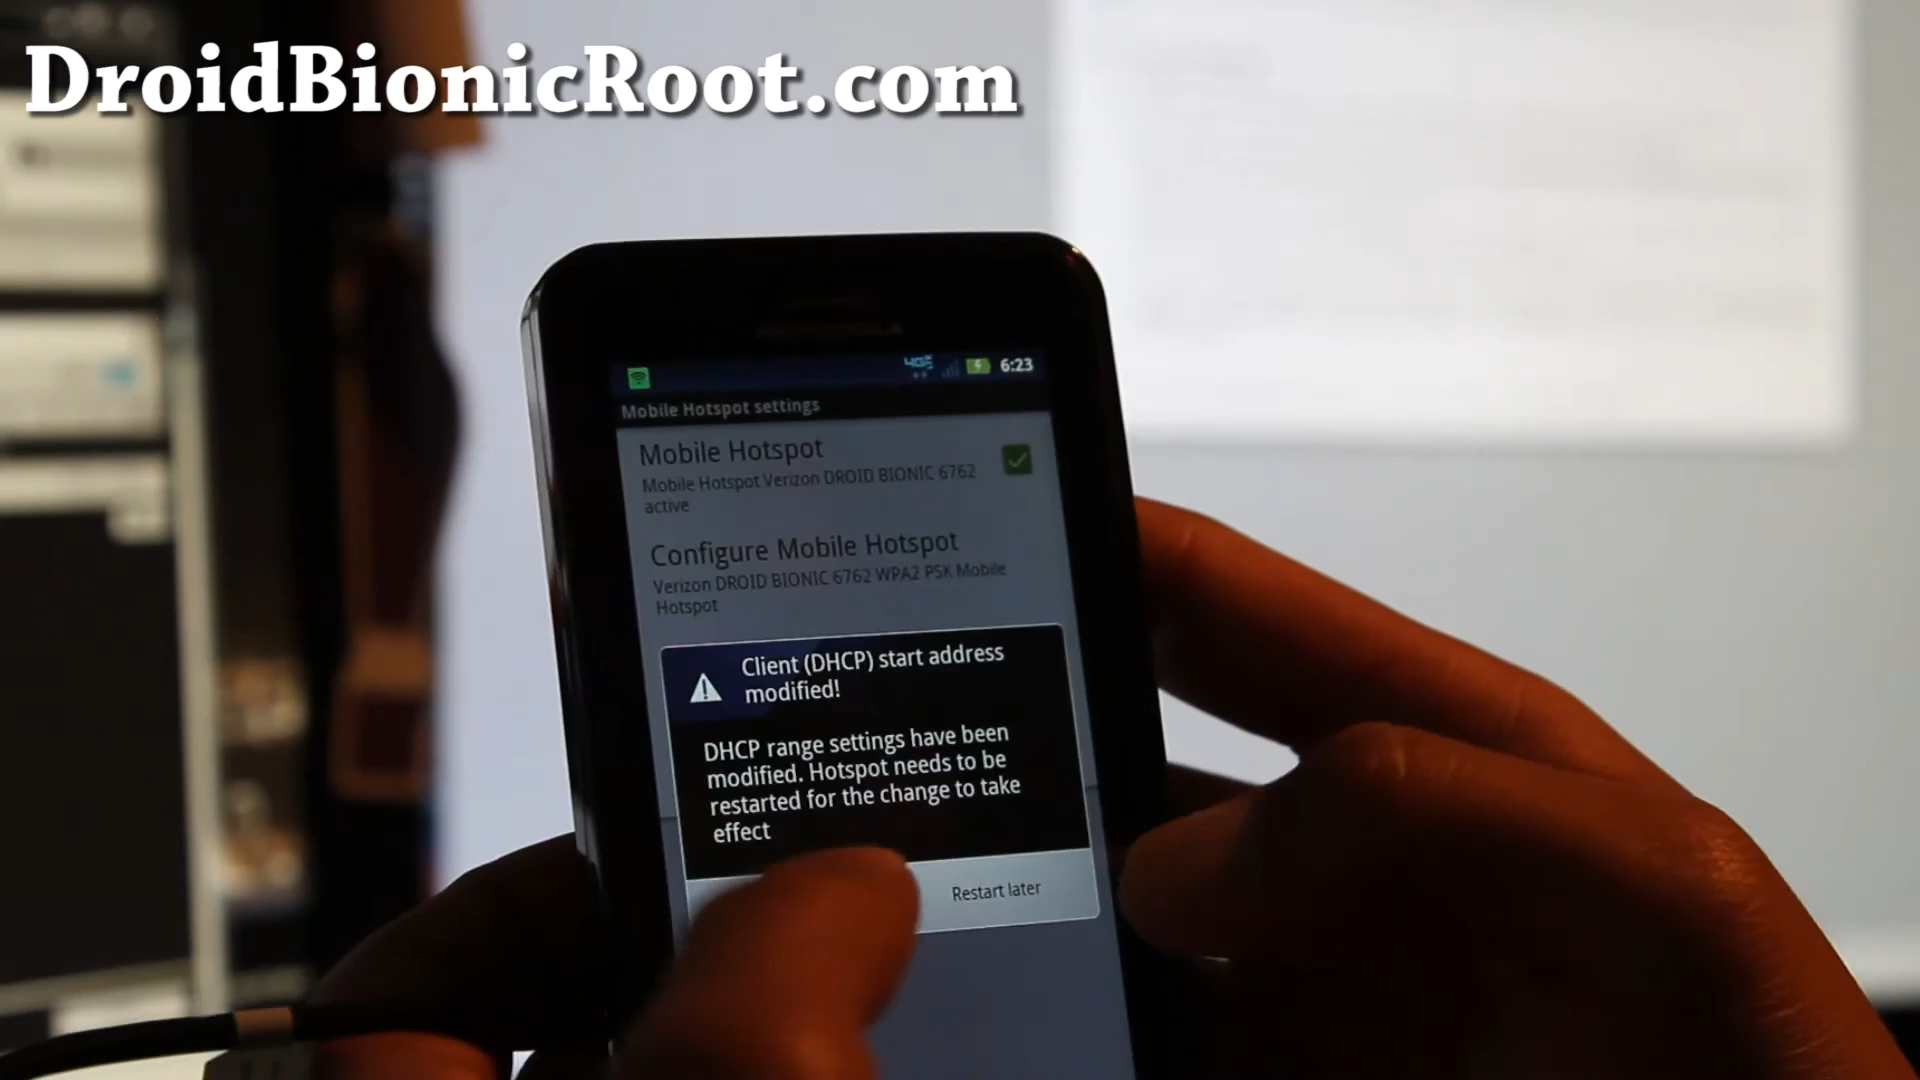 DroidBionicRoot.com
4G
6:23
Mobile Hotspot settings
Mobile Hotspot
Mobile Hotspot Verizon DROID BIONIC 6762
active
Configure Mobile Hotspot
Verizon DROID BIONIC 6762 WPA2 PSK Mobile
Hotspot
Client (DHCP) start address
modified!
DHCP range settings have been
modified. Hotspot needs to be
restarted for the change to take
effect
Restart later